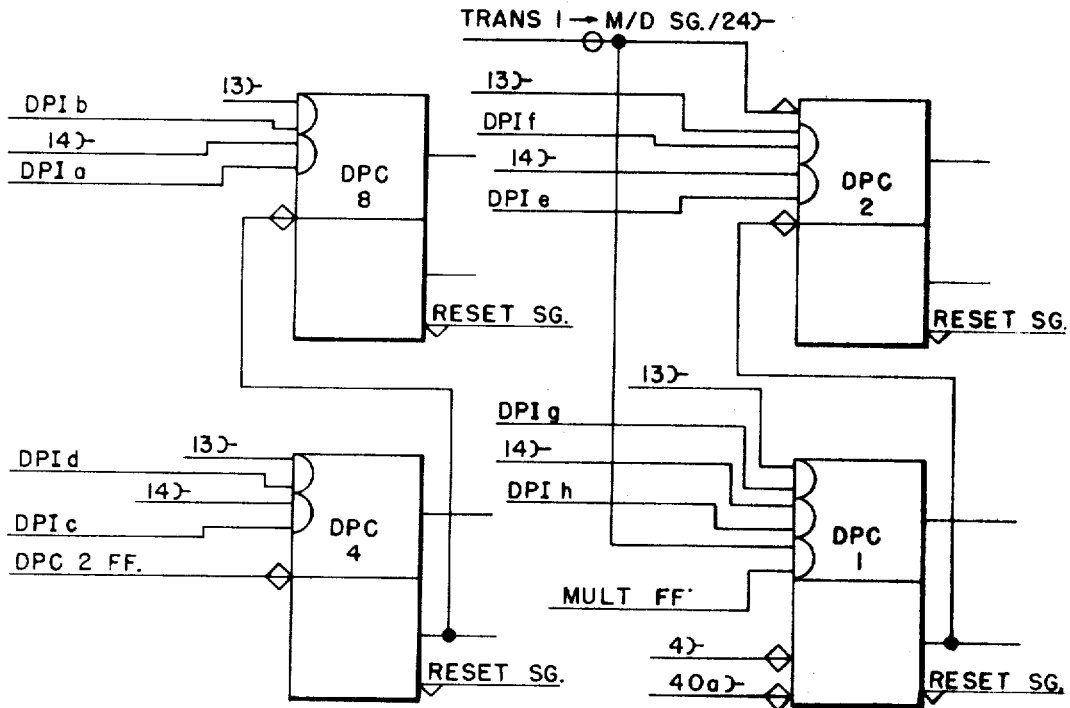 TRANS 1 → M/D SG./24)-
13)-
DPI b
14)-
DPI a
DPC
8
RESET SG.
13)-
DPI f
14)-
DPI e
DPC
2
RESET SG.
13)-
DPI d
14)-
DPI c
DPC 2 FF.
DPC
4
RESET SG.
13)-
DPI g
14)-
DPI h
MULT FF'
4)-
40a)-
DPC
1
RESET SG.